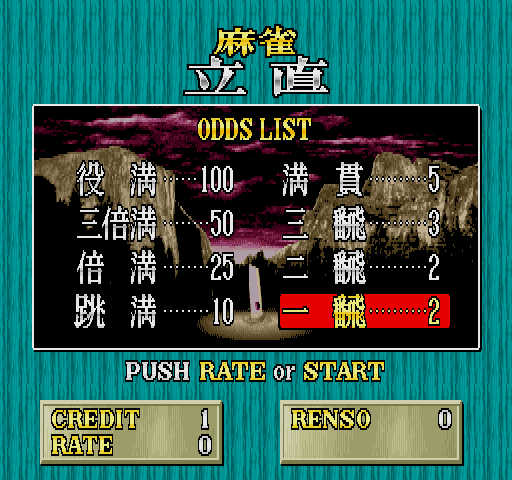 麻雀
立直
ODDS LIST
役満……100 満貫………5
三倍満……50 三飜………3
倍満……25 二飜………2
跳満……10 一飜………2
PUSH RATE or START
CREDIT 1 RENSO 0
RATE 0